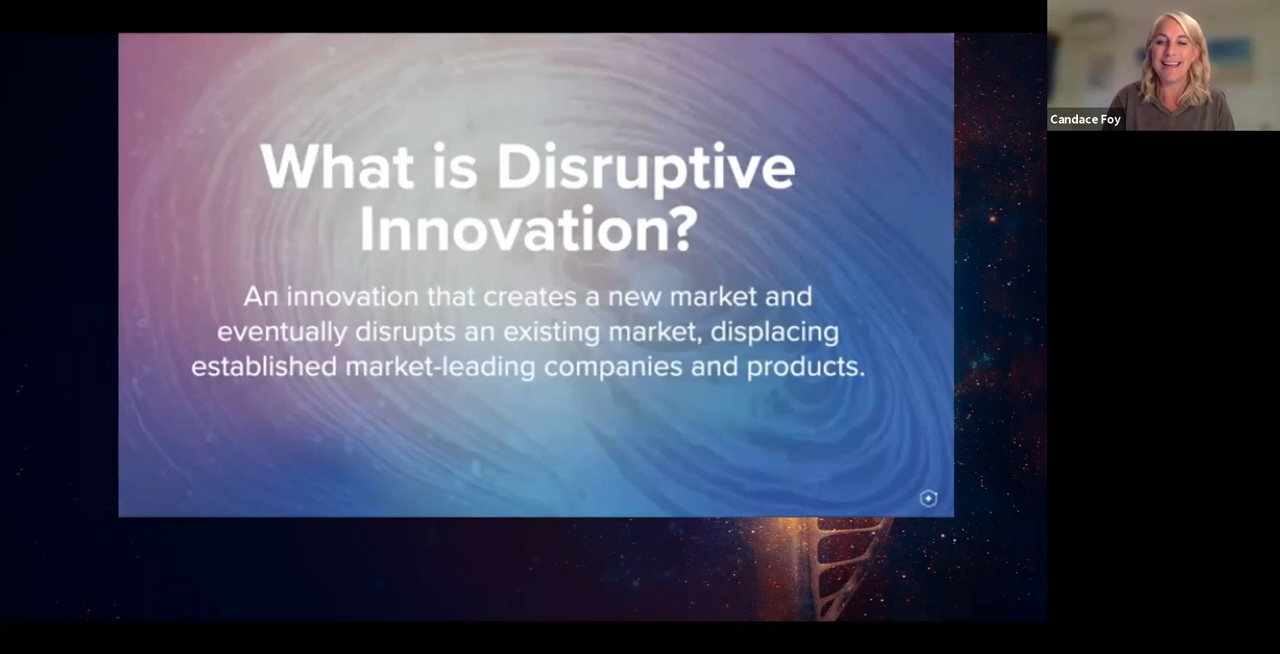 What is Disruptive
Innovation?
An innovation that creates a new market and
eventually disrupts an existing market, displacing
established market-leading companies and products.
Candace Foy